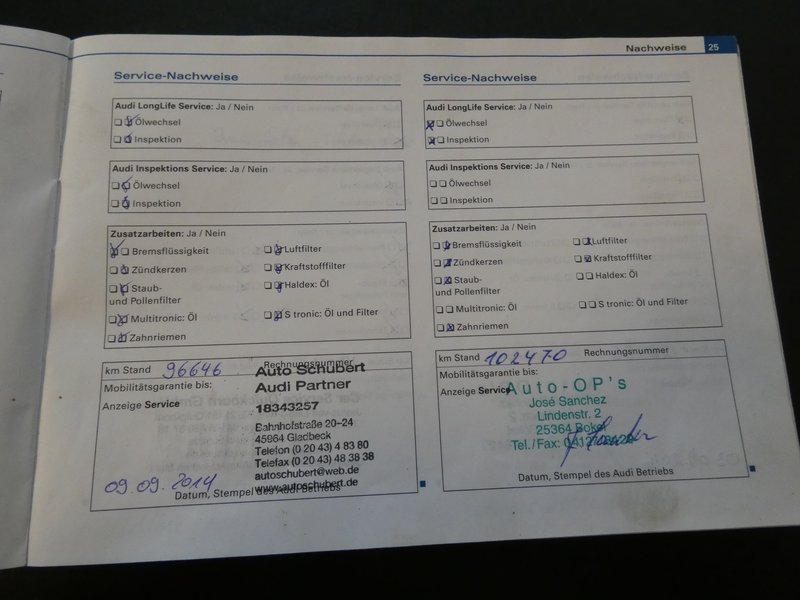 Nachweise 25
Service-Nachweise
Audi LongLife Service: Ja / Nein
Ölwechsel
Inspektion
Audi Inspektions Service: Ja / Nein
Ölwechsel
Inspektion
Zusatzarbeiten: Ja / Nein
Bremsflüssigkeit
Luftfilter
Zündkerzen
Kraftstofffilter
Staub-
und Pollenfilter
Haldex: Öl
Multitronic: Öl
S tronic: Öl und Filter
Zahnriemen
km Stand 96646 Rechnungsnummer
Mobilitätsgarantie bis:
Anzeige Service
Auto Schubert
Audi Partner
18343257
Bahnhofstraße 20-24
45964 Gladbeck
Telefon (0 20 43) 4 83 80
Telefax (0 20 43) 48 38 38
autoschubert@web.de
www.autoschubert.de
09.09.2014
Datum, Stempel des Audi Betriebs
Service-Nachweise
Audi LongLife Service: Ja / Nein
Ölwechsel
Inspektion
Audi Inspektions Service: Ja / Nein
Ölwechsel
Inspektion
Zusatzarbeiten: Ja / Nein
Bremsflüssigkeit
Luftfilter
Zündkerzen
Kraftstofffilter
Staub-
und Pollenfilter
Haldex: Öl
Multitronic: Öl
S tronic: Öl und Filter
Zahnriemen
km Stand 102470 Rechnungsnummer
Mobilitätsgarantie bis:
Anzeige Service
Auto-OP's
José Sanchez
Lindenstr. 2
25364 Bokel
Tel./Fax:
Datum, Stempel des Audi Betriebs